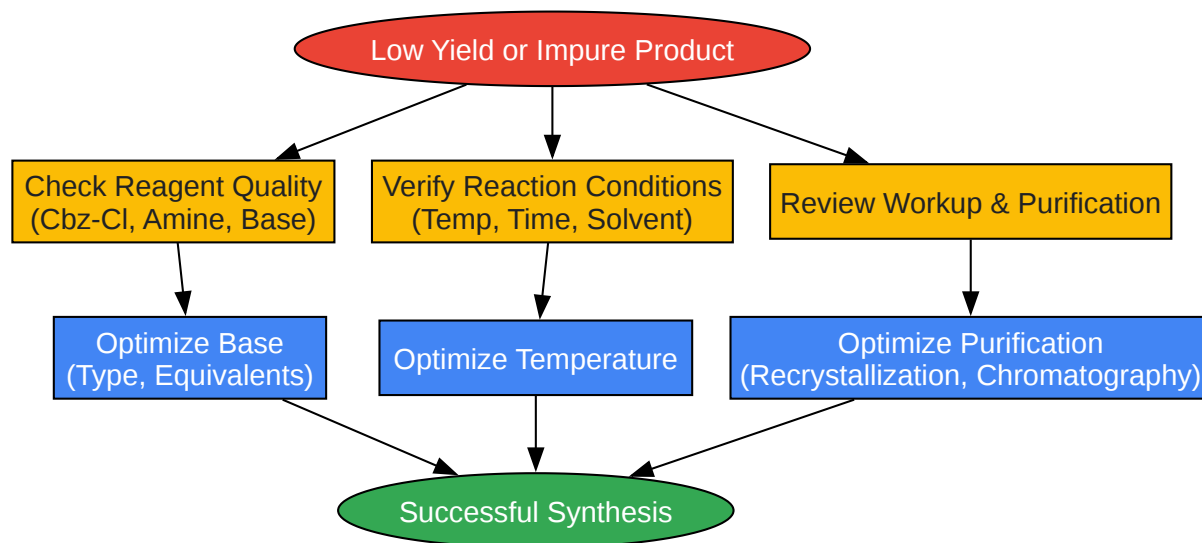 Low Yield or Impure Product
Check Reagent Quality
(Cbz-Cl, Amine, Base)
Verify Reaction Conditions
(Temp, Time, Solvent)
Review Workup & Purification
Optimize Base
(Type, Equivalents)
Optimize Temperature
Optimize Purification
(Recrystallization, Chromatography)
Successful Synthesis